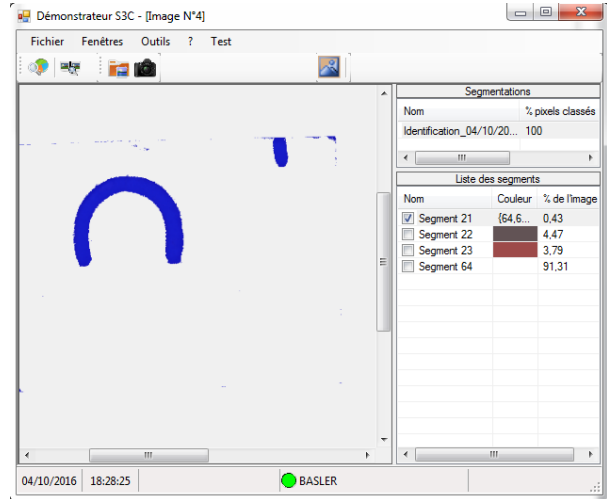 Démonstrateur S3C - [Image N°4]
Fichier Fenêtres Outils ? Test
Segmentations
Nom % pixels classés
Identification_04/10/20... 100
Liste des segments
Nom Couleur % de l'image
Segment 21 {64,6... 0,43
Segment 22 4,47
Segment 23 3,79
Segment 64 91,31
04/10/2016 18:28:25 BASLER